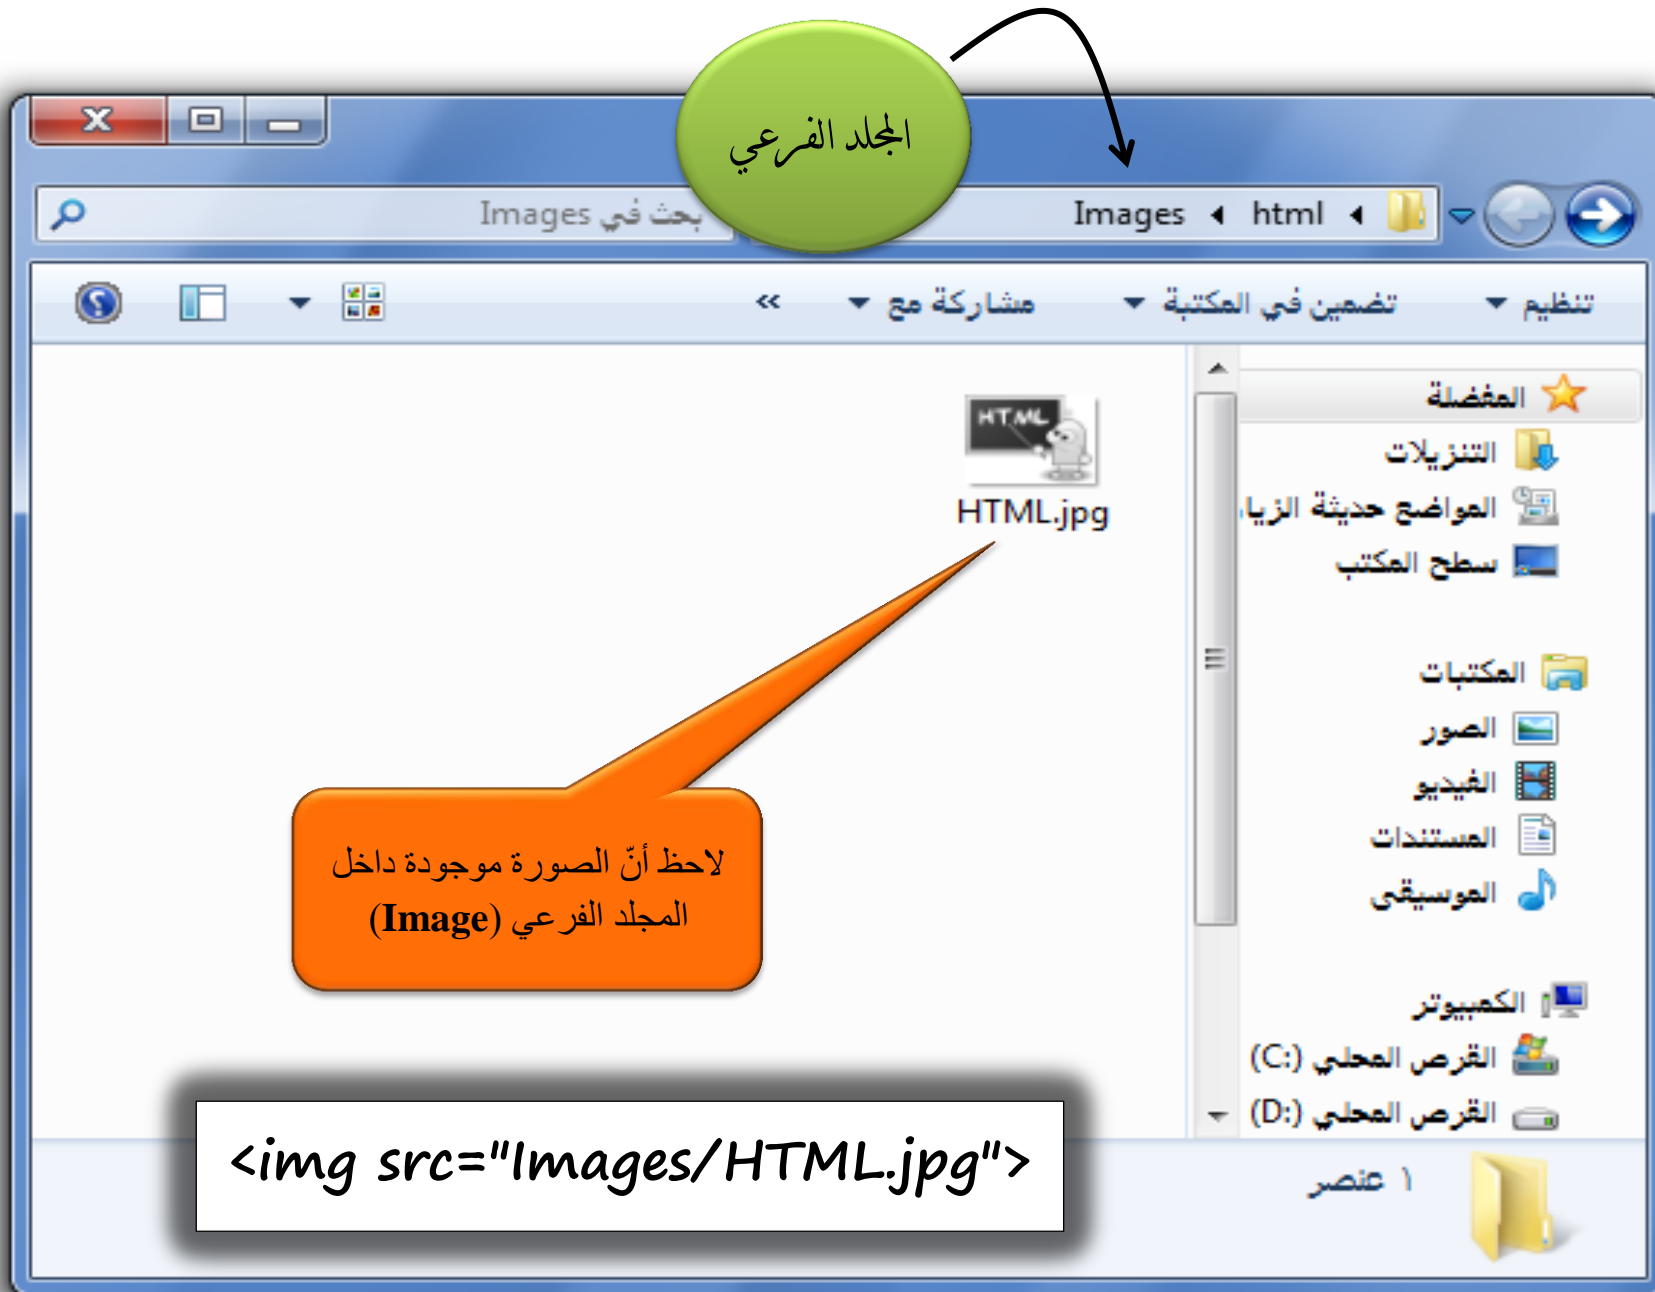 المجلد الفرعي
html
Images
بحث في Images
تنظيم
تضمين في المكتبة
مشاركة مع
»
المفضلة
التنزيلات
المواضع حديثة الزيا
سطح المكتب
المكتبات
الصور
الفيديو
المستندات
الموسيقى
الكمبيوتر
القرص المحلي (C:)
القرص المحلي (D:)
HTML
HTML.jpg
لاحظ أنّ الصورة موجودة داخل
المجلد الفرعي (Image)
<img src="Images/HTML.jpg">
١ عنصر